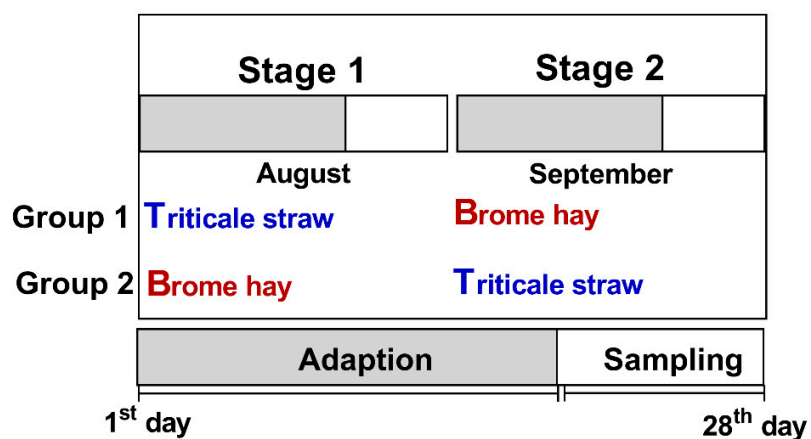 Stage 1 Stage 2
August September
Group 1 Triticale straw Brome hay
Group 2 Brome hay Triticale straw
Adaption Sampling
1st day 28th day